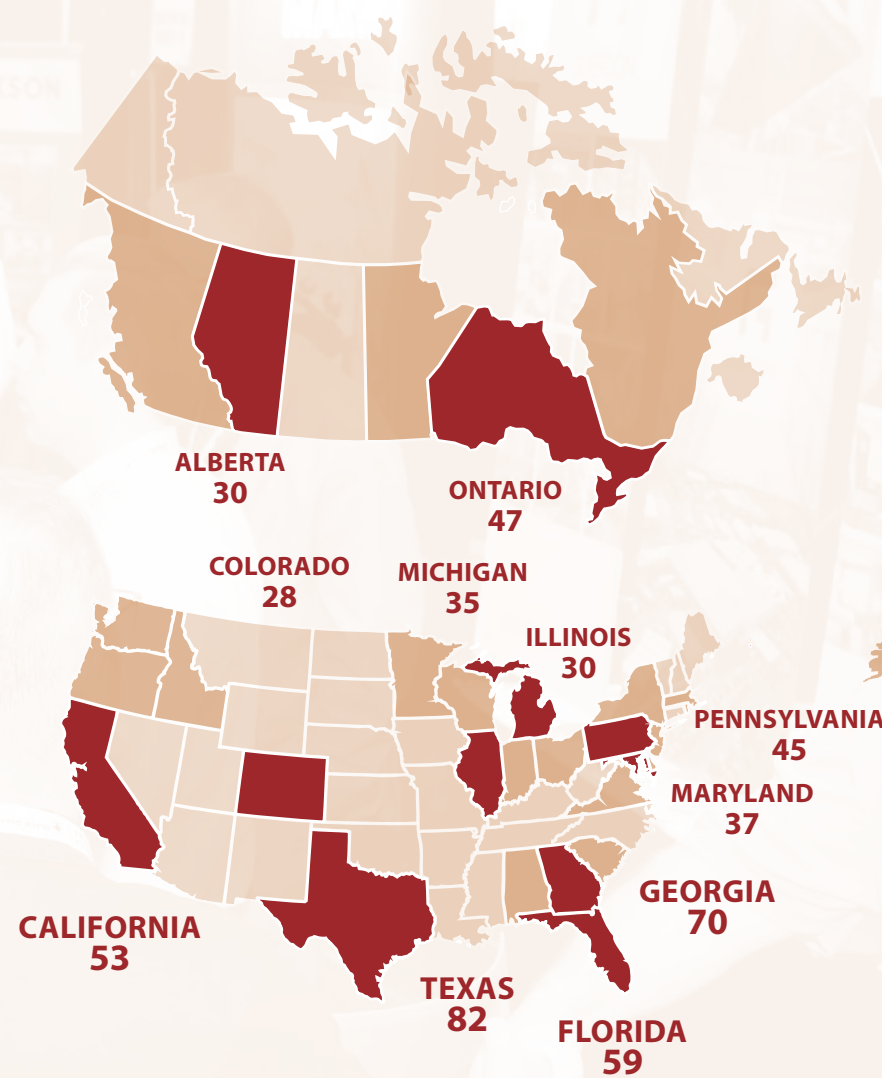 ALBERTA
30
ONTARIO
47
COLORADO
28
MICHIGAN
35
ILLINOIS
30
PENNSYLVANIA
45
MARYLAND
37
GEORGIA
70
CALIFORNIA
53
TEXAS
82
FLORIDA
59